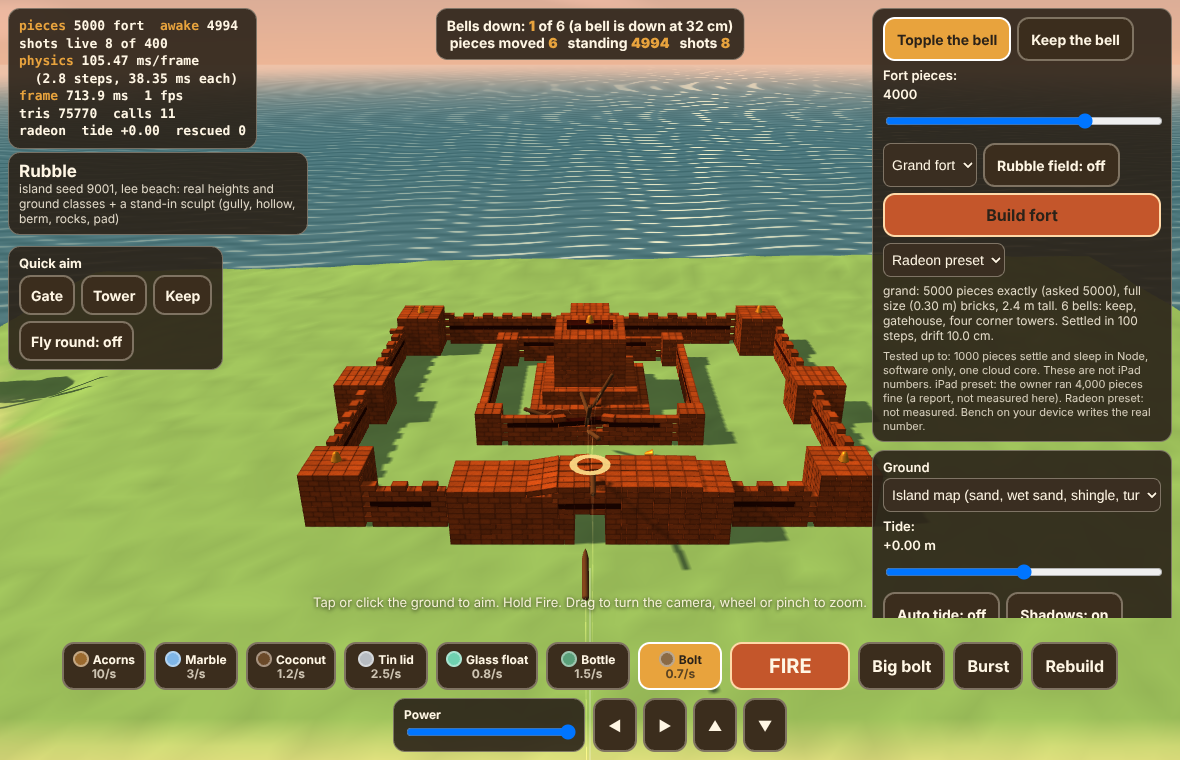 pieces 5000 fort awake 4994
shots live 8 of 400
physics 105.47 ms/frame
(2.8 steps, 38.35 ms each)
frame 713.9 ms 1 fps
tris 75770 calls 11
radeon tide +0.00 rescued 0
Rubble
island seed 9001, lee beach: real heights and
ground classes + a stand-in sculpt (gully, hollow,
berm, rocks, pad)
Quick aim
Gate
Tower
Keep
Fly round: off
Bells down: 1 of 6 (a bell is down at 32 cm)
pieces moved 6 standing 4994 shots 8
Topple the bell
Keep the bell
Fort pieces:
4000
Grand fort
Rubble field: off
Build fort
Radeon preset
grand: 5000 pieces exactly (asked 5000), full
size (0.30 m) bricks, 2.4 m tall. 6 bells: keep,
gatehouse, four corner towers. Settled in 100
steps, drift 10.0 cm.
Tested up to: 1000 pieces settle and sleep in Node,
software only, one cloud core. These are not iPad
numbers. iPad preset: the owner ran 4,000 pieces
fine (a report, not measured here). Radeon preset:
not measured. Bench on your device writes the real
number.
Ground
Island map (sand, wet sand, shingle, tur
Tide:
+0.00 m
Auto tide: off
Shadows: on
Tap or click the ground to aim. Hold Fire. Drag to turn the camera, wheel or pinch to zoom.
Acorns
10/s
Marble
3/s
Coconut
1.2/s
Tin lid
2.5/s
Glass float
0.8/s
Bottle
1.5/s
Bolt
0.7/s
FIRE
Big bolt
Burst
Rebuild
Power